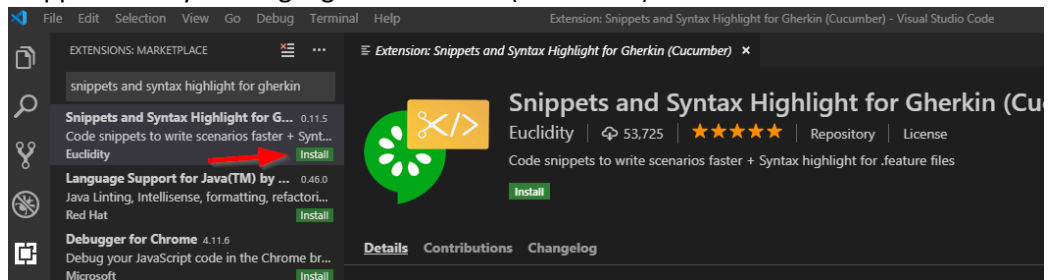 File Edit Selection View Go Debug Terminal Help Extension: Snippets and Syntax Highlight for Gherkin (Cucumber) - Visual Studio Code
EXTENSIONS: MARKETPLACE
snippets and syntax highlight for gherkin
Snippets and Syntax Highlight for G... 0.11.5
Code snippets to write scenarios faster + Synt...
Euclidity Install
Language Support for Java(TM) by ... 0.46.0
Java Linting, Intellisense, formatting, refactori...
Red Hat Install
Debugger for Chrome 4.11.6
Debug your JavaScript code in the Chrome br...
Microsoft Install
Extension: Snippets and Syntax Highlight for Gherkin (Cucumber)
Snippets and Syntax Highlight for Gherkin (Cu
Euclidity 53,725 Repository License
Code snippets to write scenarios faster + Syntax highlight for .feature files
Install
Details Contributions Changelog